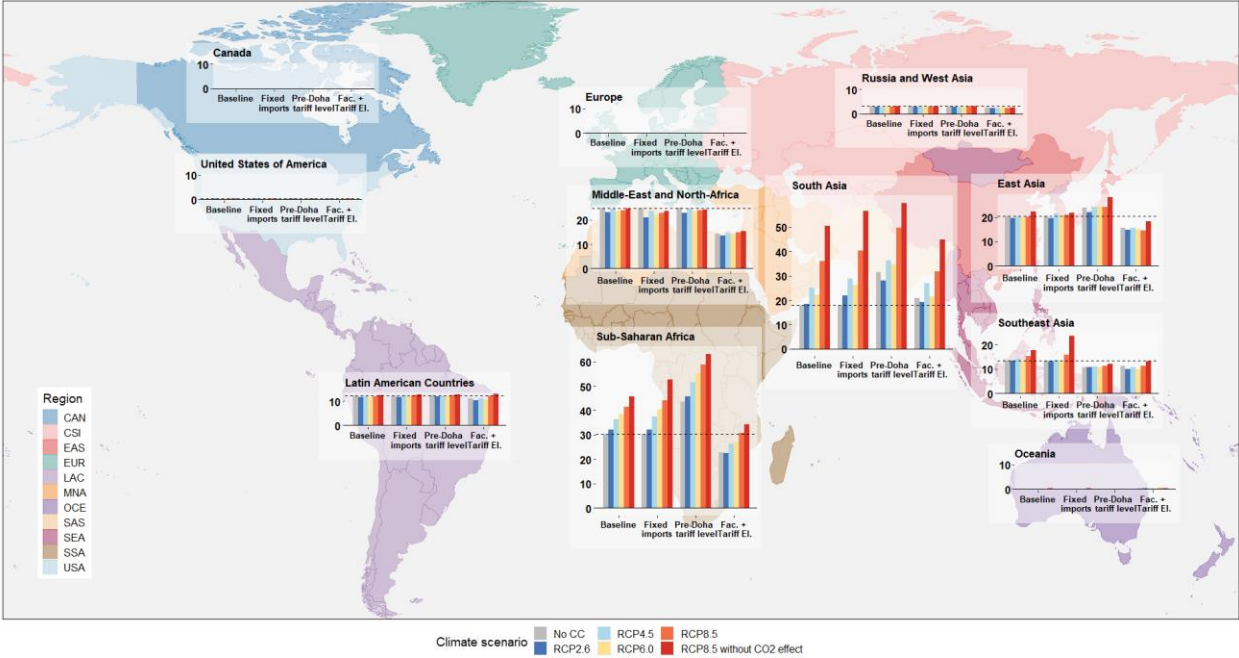 Canada
10
0
Baseline Fixed Pre-Doha Fac. +
imports tariff level Tariff El.
United States of America
10
0
Baseline Fixed Pre-Doha Fac. +
imports tariff level Tariff El.
Europe
10
0
Baseline Fixed Pre-Doha Fac. +
imports tariff level Tariff El.
Russia and West Asia
10
0
Baseline Fixed Pre-Doha Fac. +
imports tariff level Tariff El.
Middle-East and North-Africa
20
10
0
Baseline Fixed Pre-Doha Fac. +
imports tariff level Tariff El.
South Asia
50
40
30
20
10
0
Baseline Fixed Pre-Doha Fac. +
imports tariff level Tariff El.
East Asia
20
10
0
Baseline Fixed Pre-Doha Fac. +
imports tariff level Tariff El.
Southeast Asia
20
10
0
Baseline Fixed Pre-Doha Fac. +
imports tariff level Tariff El.
Sub-Saharan Africa
60
50
40
30
20
10
0
Baseline Fixed Pre-Doha Fac. +
imports tariff level Tariff El.
Latin American Countries
10
0
Baseline Fixed Pre-Doha Fac. +
imports tariff level Tariff El.
Oceania
10
0
Baseline Fixed Pre-Doha Fac. +
imports tariff level Tariff El.
Region
CAN
CSI
EAS
EUR
LAC
MNA
OCE
SAS
SEA
SSA
USA
Climate scenario No CC RCP4.5 RCP8.5
RCP2.6 RCP6.0 RCP8.5 without CO2 effect